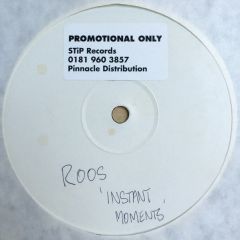 PROMOTIONAL ONLY
STiP Records
0181 960 3857
Pinnacle Distribution
ROOS
'INSTANT
MOMENTS'